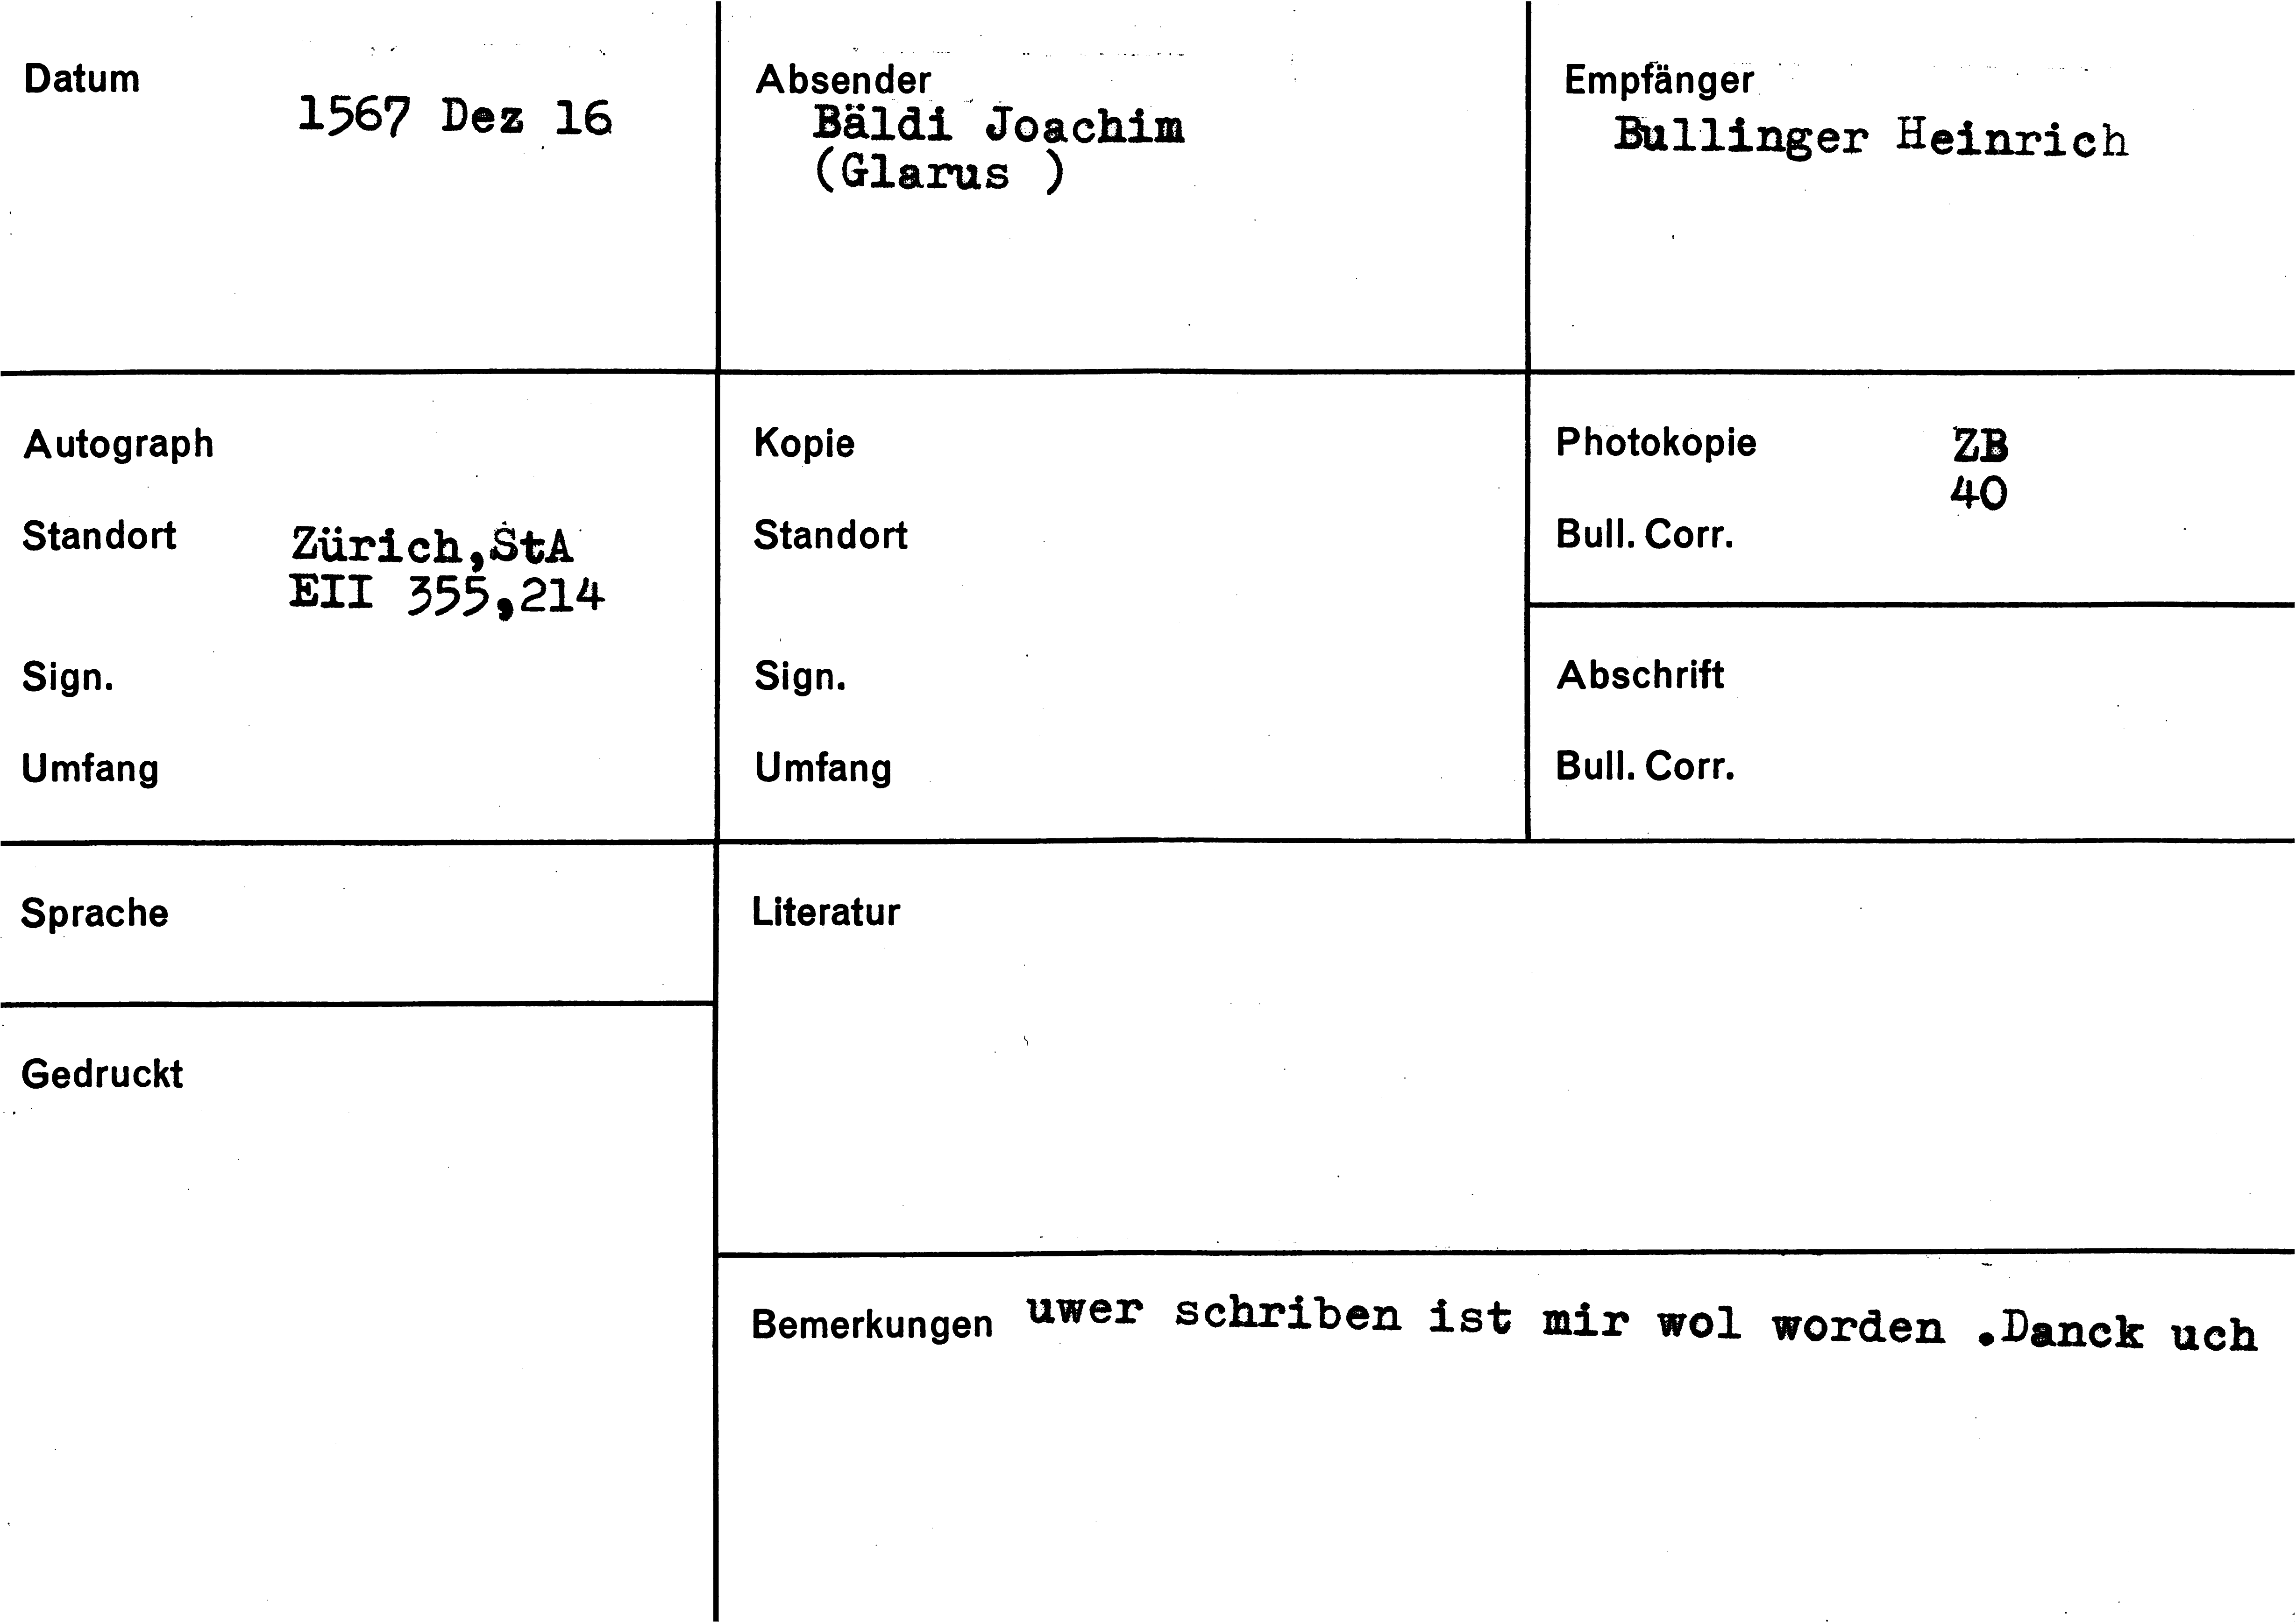 Datum
1567 Dez 16
Absender
Bäldi Joachim
(Glarus )
Empfänger
Bullinger Heinrich
Autograph
Standort
Zürich,StA
EII 355,214
Sign.
Umfang
Kopie
Standort
Sign.
Umfang
Photokopie ZB
40
Bull. Corr.
Abschrift
Bull. Corr.
Sprache
Gedruckt
Literatur
Bemerkungen uwer schriben ist mir wol worden .Danck uch